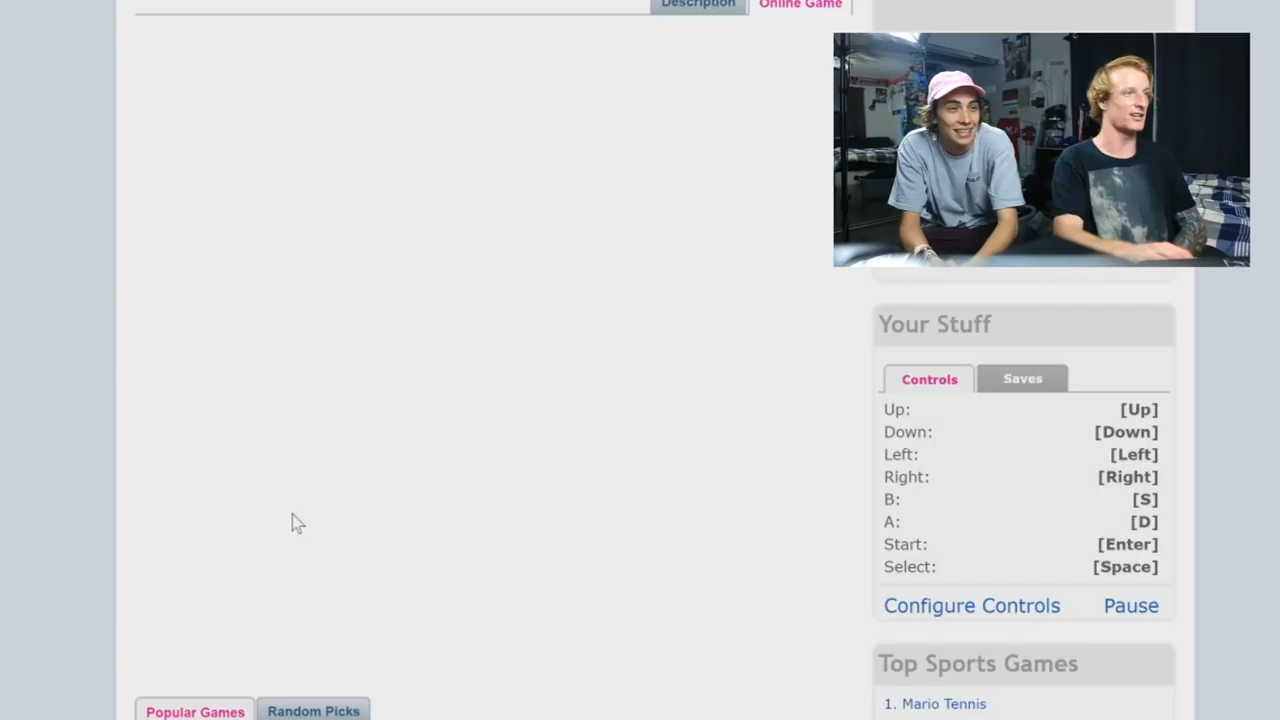 Description
Online Game
Your Stuff
Controls
Saves
Up: [Up]
Down: [Down]
Left: [Left]
Right: [Right]
B: [S]
A: [D]
Start: [Enter]
Select: [Space]
Configure Controls
Pause
Top Sports Games
1. Mario Tennis
Popular Games
Random Picks